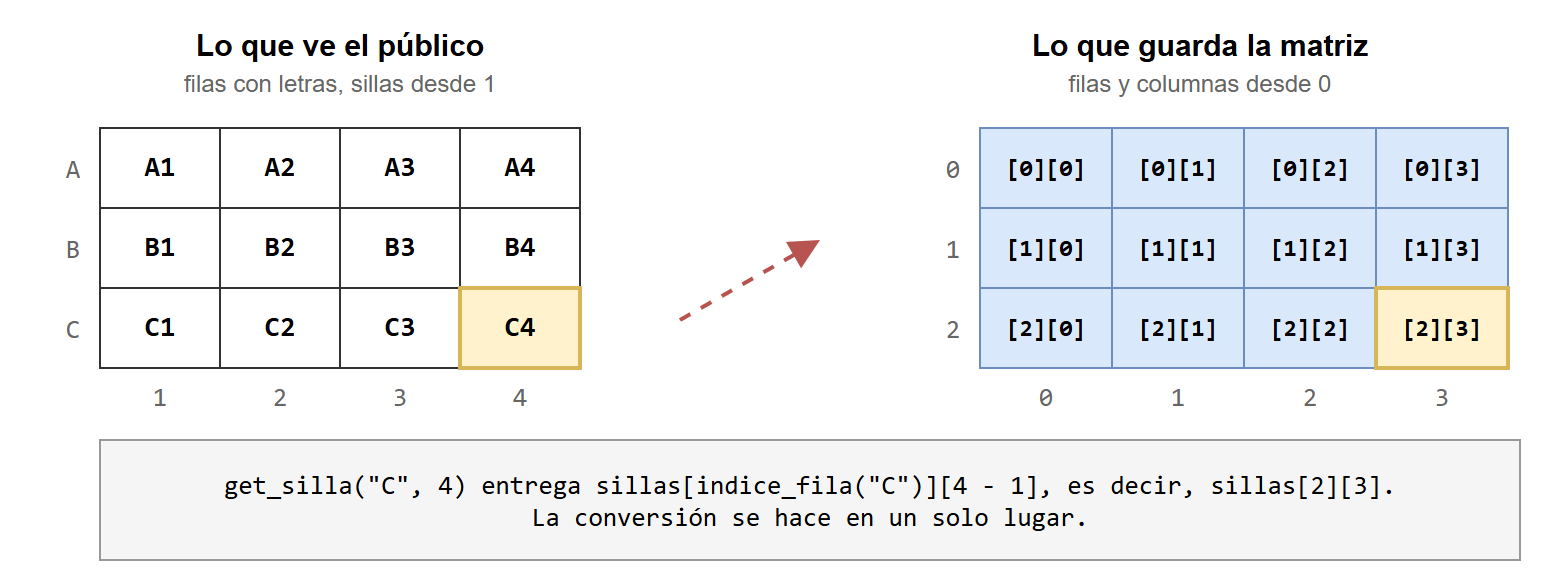 Lo que ve el público
filas con letras, sillas desde 1
A A1 A2 A3 A4
B B1 B2 B3 B4
C C1 C2 C3 C4
1 2 3 4
Lo que guarda la matriz
filas y columnas desde 0
0 [0][0] [0][1] [0][2] [0][3]
1 [1][0] [1][1] [1][2] [1][3]
2 [2][0] [2][1] [2][2] [2][3]
0 1 2 3
get_silla("C", 4) entrega sillas[indice_fila("C")][4 - 1], es decir, sillas[2][3].
La conversión se hace en un solo lugar.